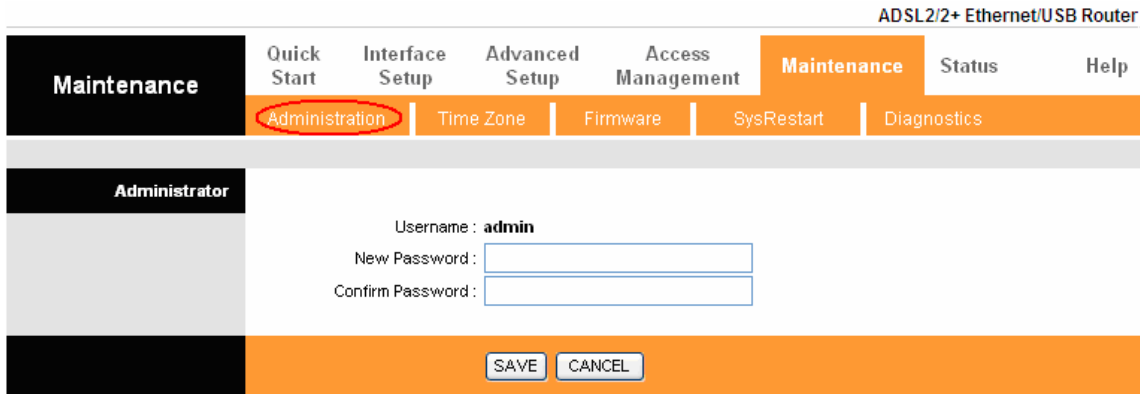 ADSL2/2+ Ethernet/USB Router
Maintenance
Quick Start
Interface Setup
Advanced Setup
Access Management
Maintenance
Status
Help
Administration
Time Zone
Firmware
SysRestart
Diagnostics
Administrator
Username : admin
New Password :
Confirm Password :
SAVE
CANCEL